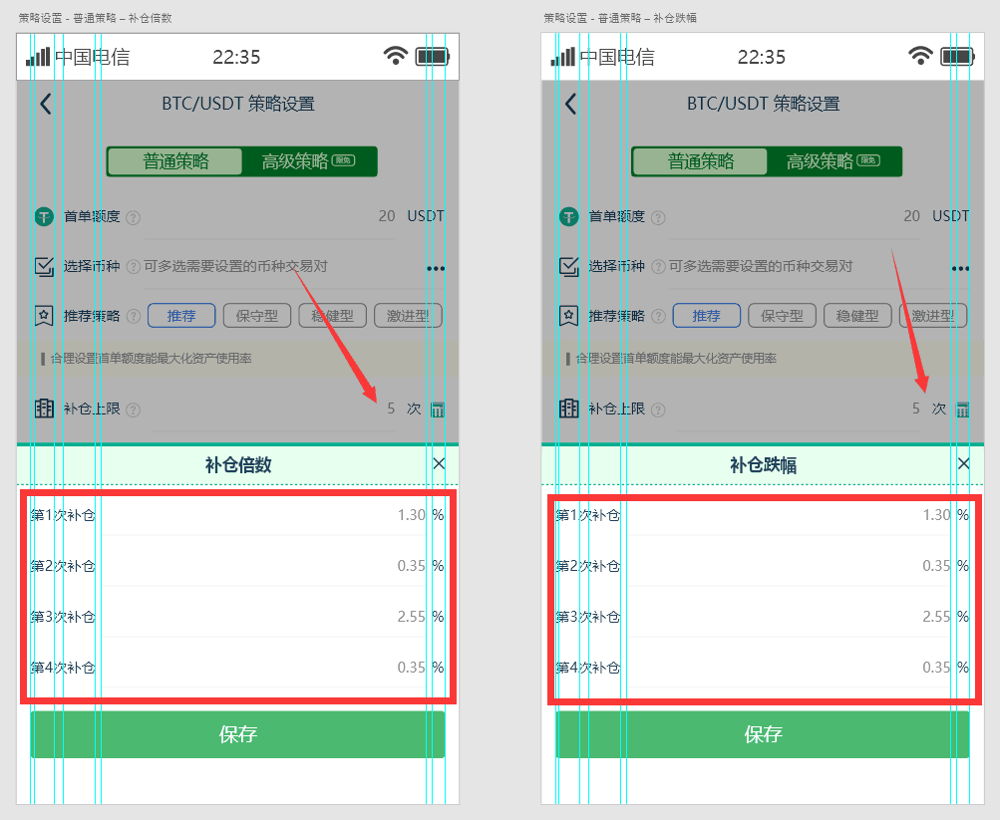 策略设置 - 普通策略 – 补仓倍数
中国电信 22:35
BTC/USDT 策略设置
普通策略 高级策略 限免
首单额度 ? 20 USDT
选择币种 ? 可多选需要设置的币种交易对
推荐策略 ? 推荐 保守型 稳健型 激进型
合理设置首单额度能最大化资产使用率
补仓上限 ? 5 次
补仓倍数
第1次补仓 1.30 %
第2次补仓 0.35 %
第3次补仓 2.55 %
第4次补仓 0.35 %
保存
策略设置 - 普通策略 – 补仓跌幅
中国电信 22:35
BTC/USDT 策略设置
普通策略 高级策略 限免
首单额度 ? 20 USDT
选择币种 ? 可多选需要设置的币种交易对
推荐策略 ? 推荐 保守型 稳健型 激进型
合理设置首单额度能最大化资产使用率
补仓上限 ? 5 次
补仓跌幅
第1次补仓 1.30 %
第2次补仓 0.35 %
第3次补仓 2.55 %
第4次补仓 0.35 %
保存